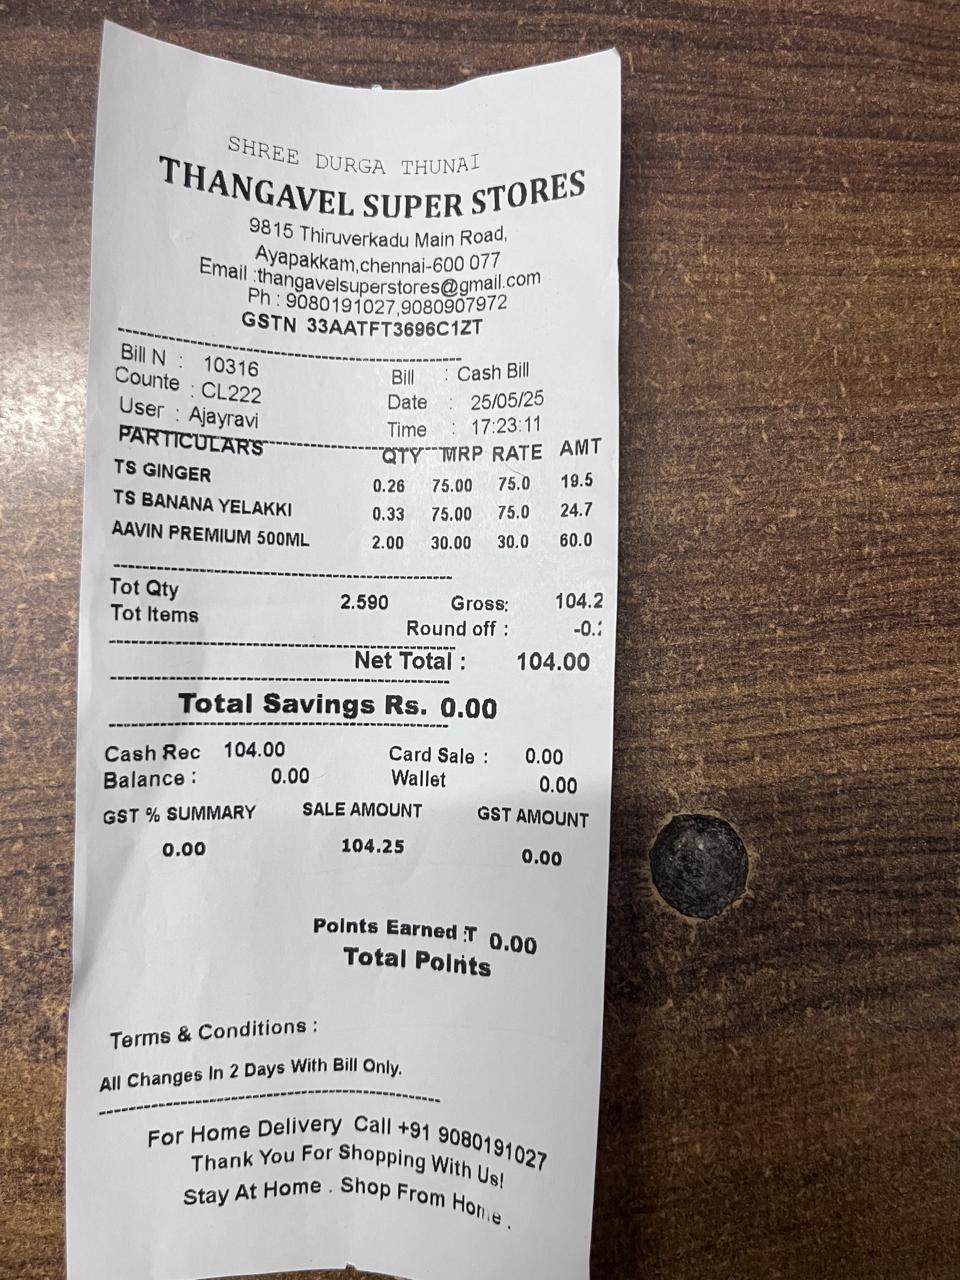 SHREE DURGA THUNAI
THANGAVEL SUPER STORES
9815 Thiruverkadu Main Road,
Ayapakkam,chennai-600 077
Email :thangavelsuperstores@gmail.com
Ph : 9080191027,9080907972
GSTN 33AATFT3696C1ZT
Bill N : 10316 Bill : Cash Bill
Counte : CL222 Date : 25/05/25
User : Ajayravi Time : 17:23:11
PARTICULARS QTY MRP RATE AMT
TS GINGER 0.26 75.00 75.0 19.5
TS BANANA YELAKKI 0.33 75.00 75.0 24.7
AAVIN PREMIUM 500ML 2.00 30.00 30.0 60.0
Tot Qty 2.590 Gross: 104.2
Tot Items Round off :
Net Total : 104.00
Total Savings Rs. 0.00
Cash Rec 104.00 Card Sale : 0.00
Balance : 0.00 Wallet 0.00
GST % SUMMARY SALE AMOUNT GST AMOUNT
0.00 104.25 0.00
Points Earned :T 0.00
Total Points
Terms & Conditions :
All Changes In 2 Days With Bill Only.
For Home Delivery Call +91 9080191027
Thank You For Shopping With Us!
Stay At Home . Shop From Home .